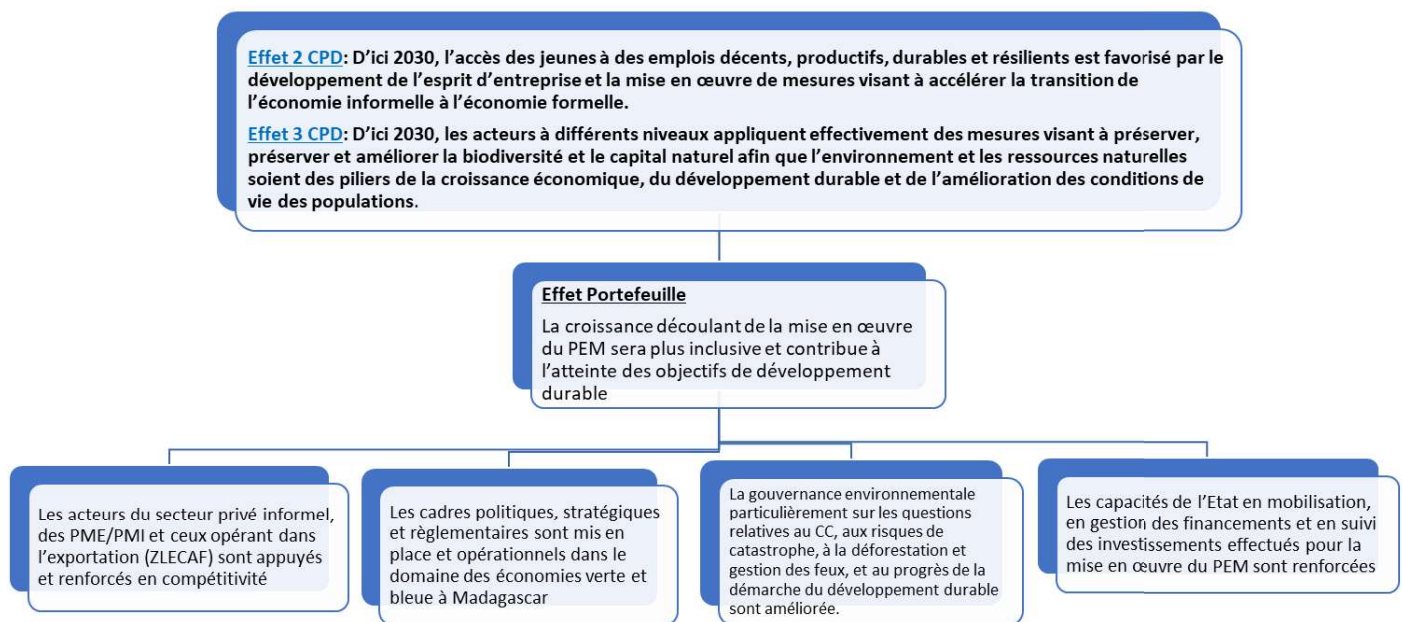 Effet 2 CPD: D’ici 2030, l’accès des jeunes à des emplois décents, productifs, durables et résilients est favorisé par le
développement de l’esprit d’entreprise et la mise en œuvre de mesures visant à accélérer la transition de
l’économie informelle à l’économie formelle.
Effet 3 CPD: D’ici 2030, les acteurs à différents niveaux appliquent effectivement des mesures visant à préserver,
préserver et améliorer la biodiversité et le capital naturel afin que l’environnement et les ressources naturelles
soient des piliers de la croissance économique, du développement durable et de l’amélioration des conditions de
vie des populations.
Effet Portefeuille
La croissance découlant de la mise en œuvre
du PEM sera plus inclusive et contribue à
l’atteinte des objectifs de développement
durable
Les acteurs du secteur privé informel,
des PME/PMI et ceux opérant dans
l’exportation (ZLECAF) sont appuyés
et renforcés en compétitivité
Les cadres politiques, stratégiques
et règlementaires sont mis en
place et opérationnels dans le
domaine des économies verte et
bleue à Madagascar
La gouvernance environnementale
particulièrement sur les questions
relatives au CC, aux risques de
catastrophe, à la déforestation et
gestion des feux, et au progrès de la
démarche du développement durable
sont améliorée.
Les capacités de l’Etat en mobilisation,
en gestion des financements et en suivi
des investissements effectués pour la
mise en œuvre du PEM sont renforcées